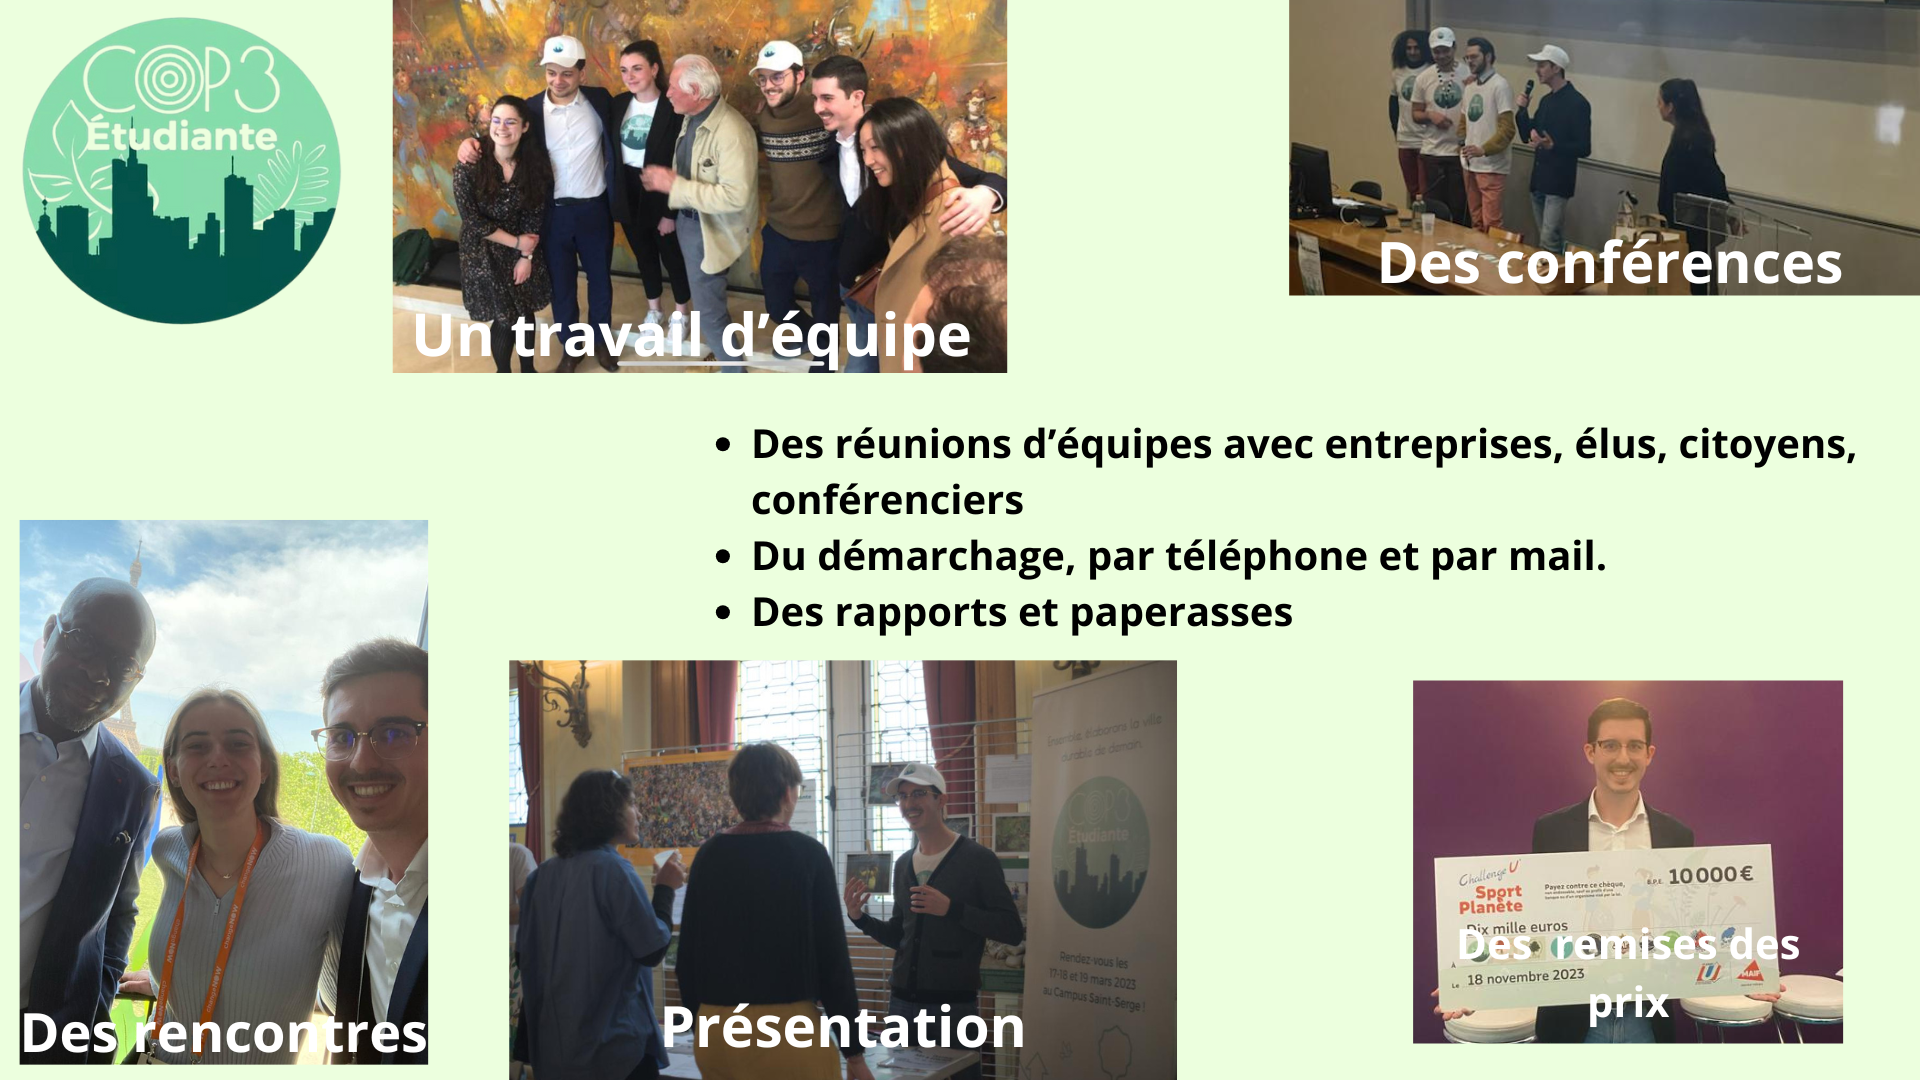 COP3
Étudiante
Un travail d’équipe
Des conférences
• Des réunions d’équipes avec entreprises, élus, citoyens,
conférenciers
• Du démarchage, par téléphone et par mail.
• Des rapports et paperasses
Des rencontres
Ensemble, élaborons la ville
durable de demain
COP3
Étudiante
Rendez-vous les
17-18 et 19 mars 2023
au Campus Saint-Serge !
Présentation
Challenge U
Sport
Planète
Payez contre ce chèque,
B.P.E. 10 000 €
Dix mille euros
À
Le 18 novembre 2023
MAIF
Des remises des
prix